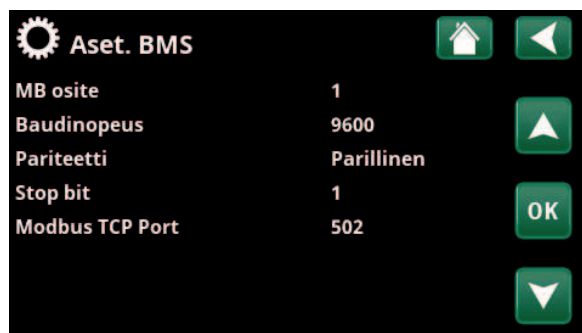 Aset. BMS
MB osite 1
Baudinopeus 9600
Pariteetti Parillinen
Stop bit 1
OK
Modbus TCP Port 502